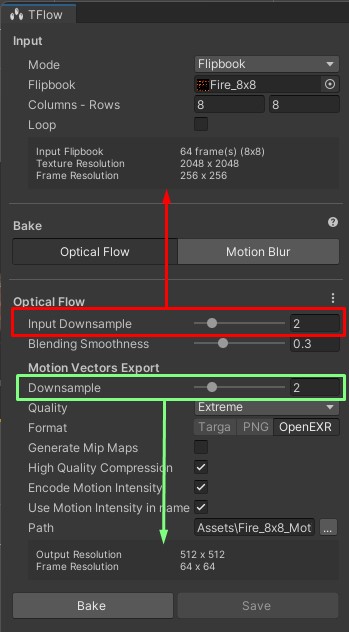 TFlow
Input
Mode Flipbook
Flipbook Fire_8x8
Columns - Rows 8 8
Loop
Input Flipbook 64 frame(s) (8x8)
Texture Resolution 2048 x 2048
Frame Resolution 256 x 256
Bake ?
Optical Flow Motion Blur
Optical Flow
Input Downsample 2
Blending Smoothness 0.3
Motion Vectors Export
Downsample 2
Quality Extreme
Format Targa PNG OpenEXR
Generate Mip Maps
High Quality Compression
Encode Motion Intensity
Use Motion Intensity in name
Path Assets\Fire_8x8_Mot ...
Output Resolution 512 x 512
Frame Resolution 64 x 64
Bake Save